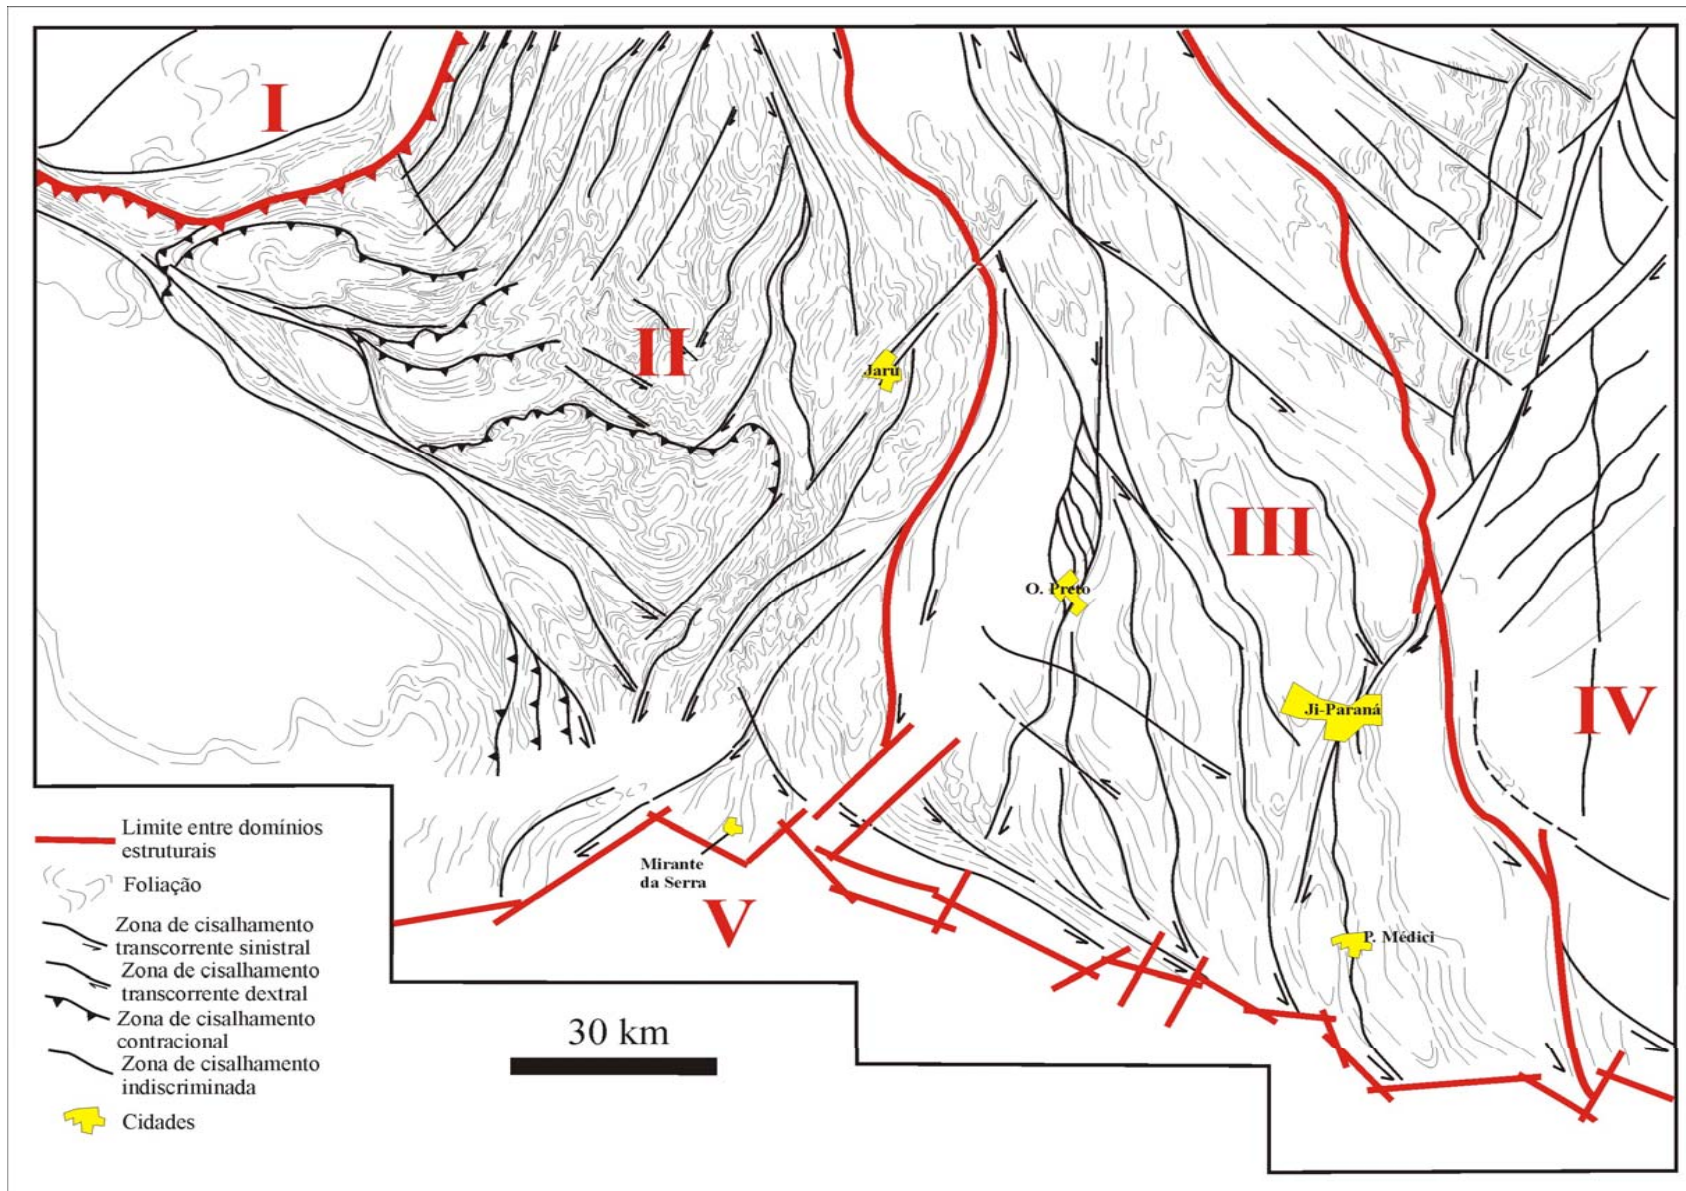 I
II
Jarú
III
O. Preto
IV
Ji-Paraná
Limite entre domínios
estruturais
Foliação
Mirante
da Serra
V
P. Médici
Zona de cisalhamento
transcorrente sinistral
Zona de cisalhamento
transcorrente dextral
Zona de cisalhamento
contracional
Zona de cisalhamento
indiscriminada
Cidades
30 km